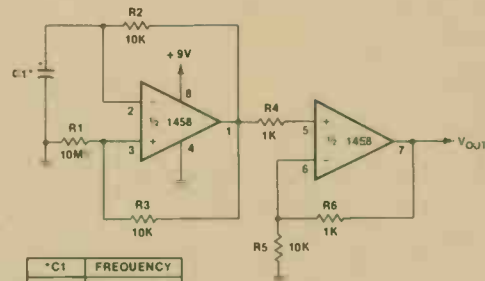 R2
10K
+9V
C1*
8
2
-
½ 1458
R1
10M
3
+
1
4
R3
10K
R4
1K
5
+
½ 1458
7
VOUT
6
-
R6
1K
R5
10K
*C1
FREQUENCY